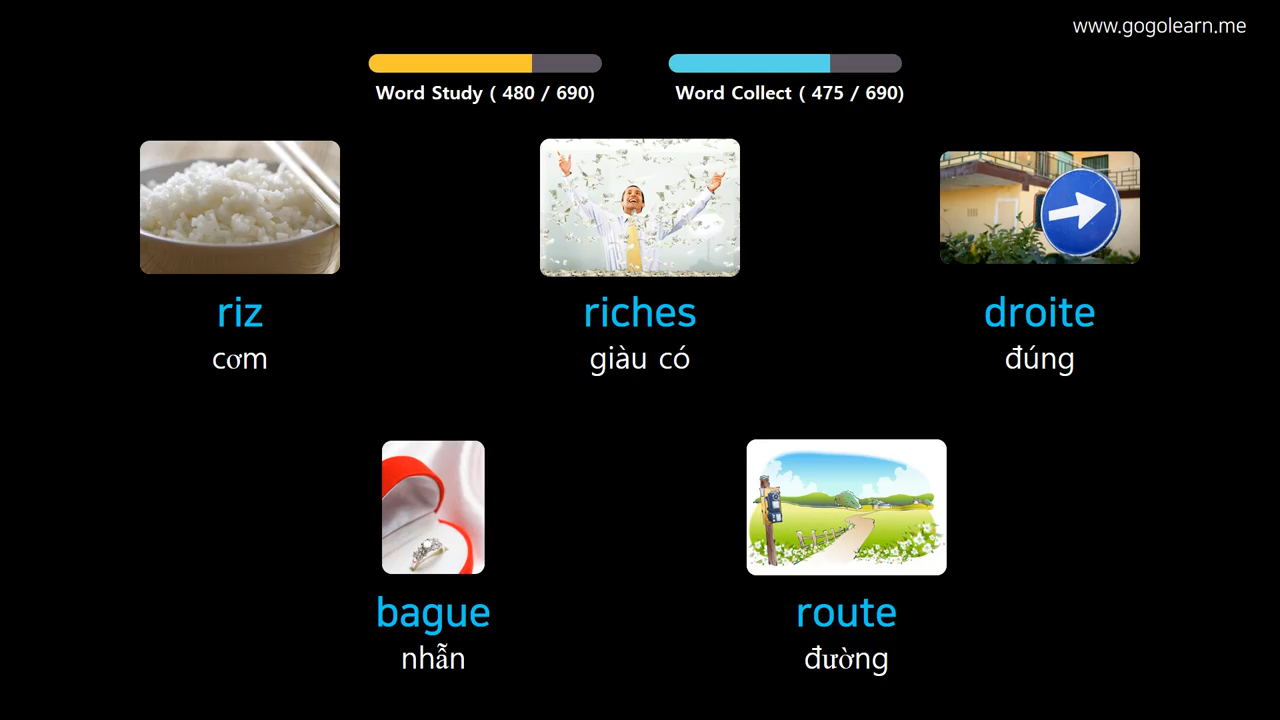 www.gogolearn.me
Word Study ( 480 / 690)
Word Collect ( 475 / 690)
riz
cơm
riches
giàu có
droite
đúng
bague
nhẫn
route
đường